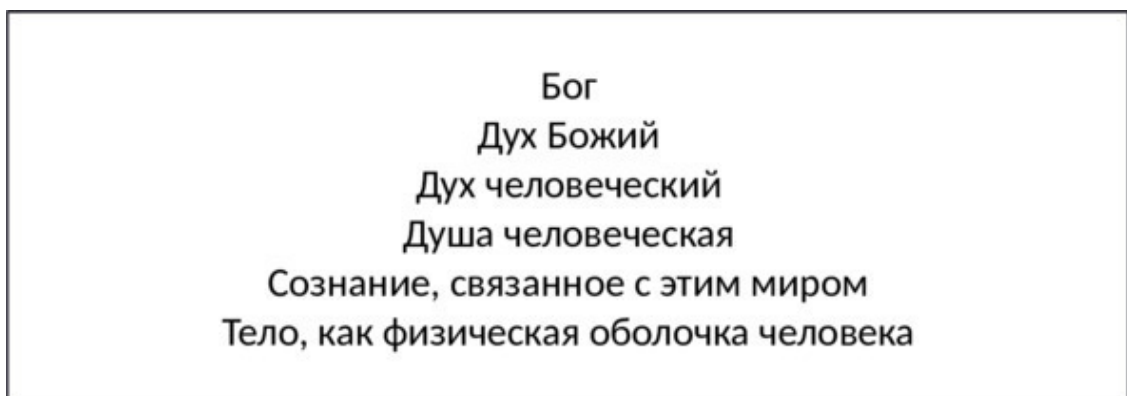 Бог
Дух Божий
Дух человеческий
Душа человеческая
Сознание, связанное с этим миром
Тело, как физическая оболочка человека